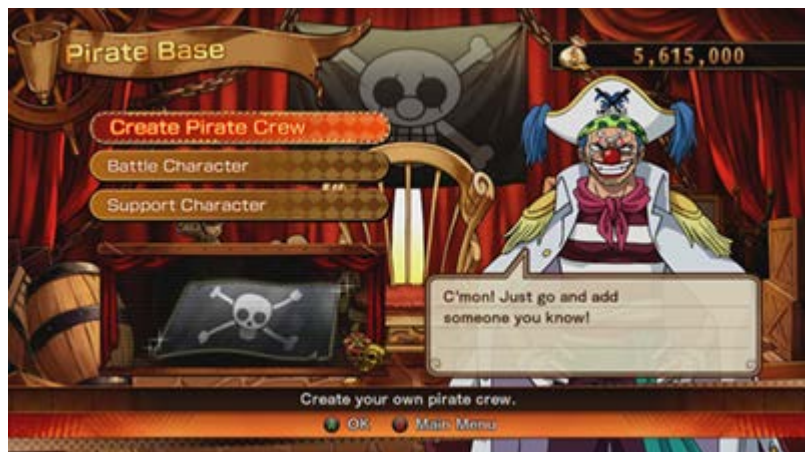 Pirate Base
5,615,000
Create Pirate Crew
Battle Character
Support Character
C'mon! Just go and add
someone you know!
Create your own pirate crew.
A OK B Main Menu